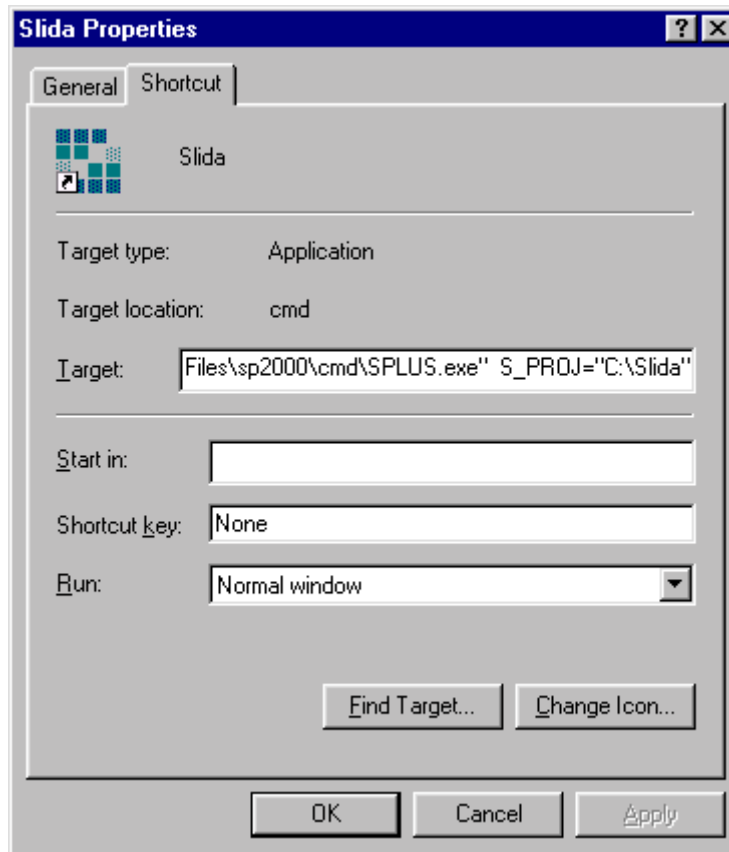 Slida Properties
General Shortcut
Slida
Target type: Application
Target location: cmd
Target: Files\sp2000\cmd\SPLUS.exe"  S_PROJ="C:\Slida"
Start in:
Shortcut key: None
Run: Normal window
Find Target... Change Icon...
OK Cancel Apply